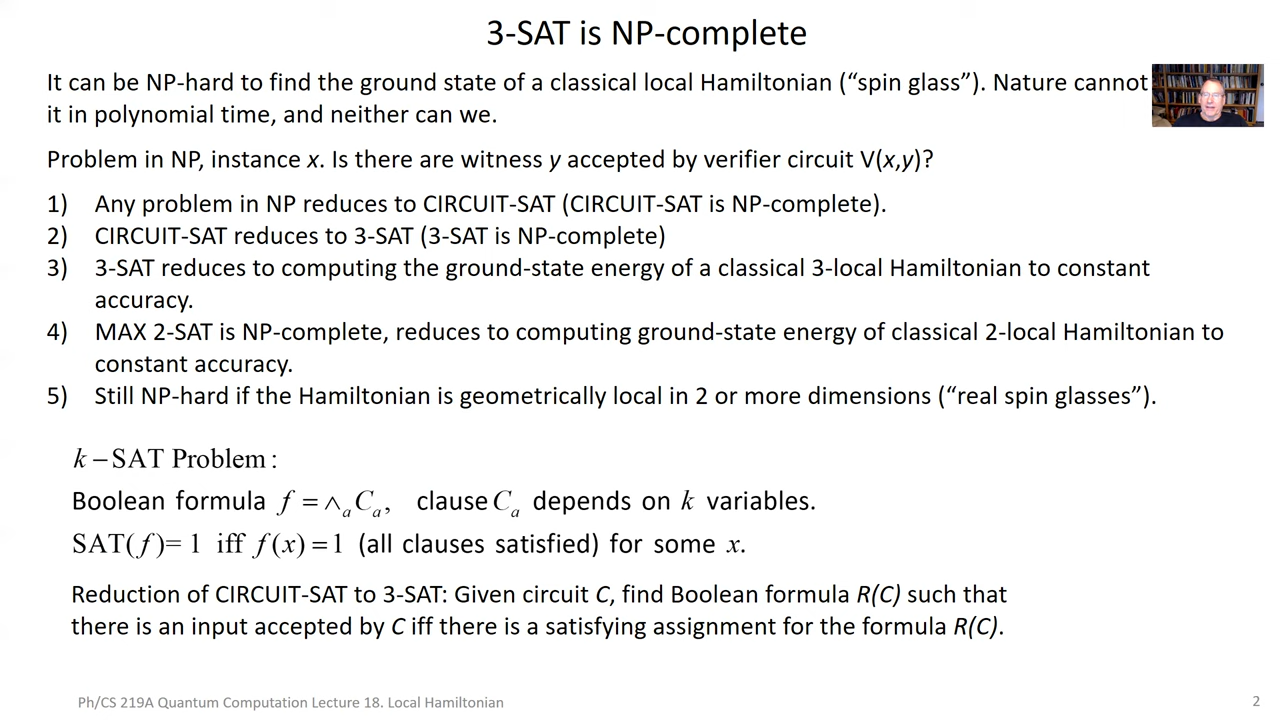 3-SAT is NP-complete
It can be NP-hard to find the ground state of a classical local Hamiltonian (“spin glass”). Nature cannot
it in polynomial time, and neither can we.
Problem in NP, instance x. Is there are witness y accepted by verifier circuit V(x,y)?
1) Any problem in NP reduces to CIRCUIT-SAT (CIRCUIT-SAT is NP-complete).
2) CIRCUIT-SAT reduces to 3-SAT (3-SAT is NP-complete)
3) 3-SAT reduces to computing the ground-state energy of a classical 3-local Hamiltonian to constant
accuracy.
4) MAX 2-SAT is NP-complete, reduces to computing ground-state energy of classical 2-local Hamiltonian to
constant accuracy.
5) Still NP-hard if the Hamiltonian is geometrically local in 2 or more dimensions (“real spin glasses”).
k – SAT Problem :
Boolean formula f = ∧ₐ Cₐ, clause Cₐ depends on k variables.
SAT(f)= 1 iff f(x) = 1 (all clauses satisfied) for some x.
Reduction of CIRCUIT-SAT to 3-SAT: Given circuit C, find Boolean formula R(C) such that
there is an input accepted by C iff there is a satisfying assignment for the formula R(C).
Ph/CS 219A Quantum Computation Lecture 18. Local Hamiltonian
2